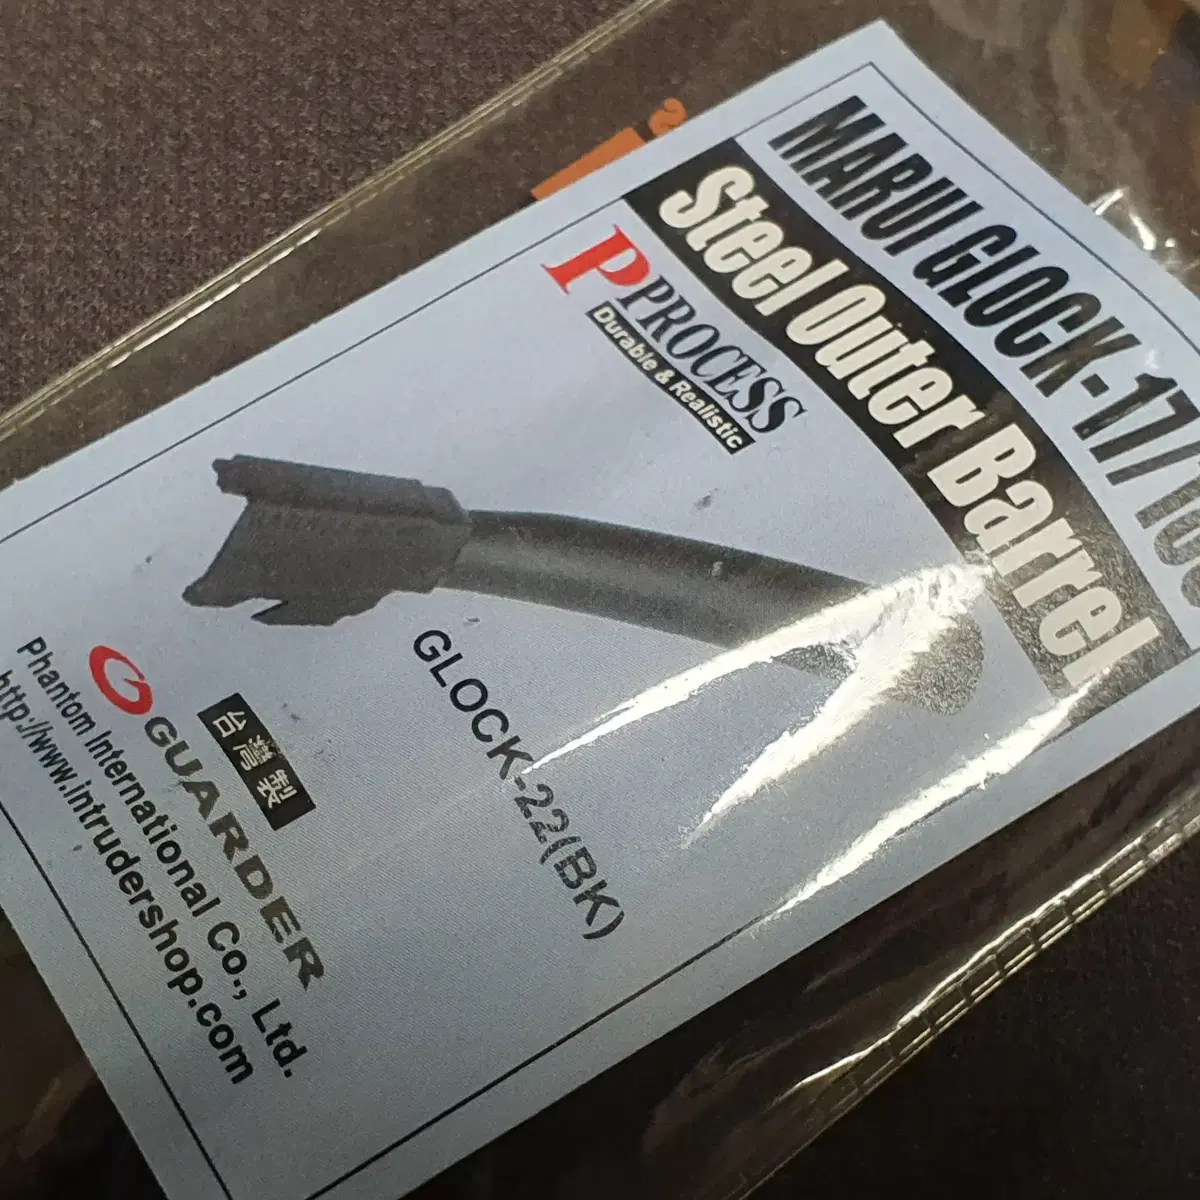 MARUI GLOCK-17/18C
Steel Outer Barrel
P PROCESS
Durable & Realistic
GLOCK-22(BK)
台灣製
GUARDER
Phantom International Co., Ltd.
http://www.intrudershop.com